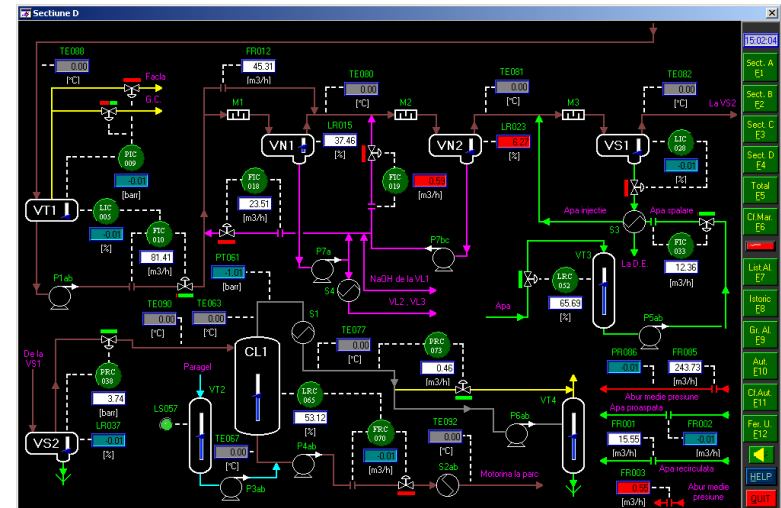 Sectiune D
15:02:04
TE088
0.00
[°C]
Facla
G.C.
FR012
45.31
[m3/h]
TE080
0.00
[°C]
TE081
0.00
[°C]
TE082
0.00
[°C]
La VS2
M1
M2
M3
VN1
LR015
37.46
[%]
VN2
LR023
6.27
[%]
VS1
LIC
028
-0.01
[%]
PIC
009
-0.01
[barr]
VT1
LIC
005
-0.01
[%]
FIC
010
81.41
[m3/h]
FIC
018
23.51
[m3/h]
FIC
019
0.56
[m3/h]
Apa injectie
Apa spalare
S3
FIC
033
12.36
[m3/h]
La D.E.
P1ab
P7a
P7bc
S4
NaOH de la VL1
VL2 , VL3
PT061
-1.01
[barr]
VT3
LRC
052
65.69
[%]
Apa
P5ab
TE090
0.00
[°C]
TE063
0.00
[°C]
S1
TE077
0.00
[°C]
PRC
073
0.46
[m3/h]
PR086
-0.01
[barr]
FR085
243.73
[m3/h]
Abur medie presiune
De la
VS1
PRC
038
3.74
[barr]
Paragel
VT2
CL1
LRC
065
53.12
[%]
VT4
P6ab
Apa proaspata
FR001
15.55
[m3/h]
FR002
-0.01
[m3/h]
Apa recirculata
VS2
LR037
-0.01
[%]
LS057
TE067
0.00
[°C]
P3ab
P4ab
FRC
070
-0.01
[m3/h]
TE092
0.00
[°C]
S2ab
Motorina la parc
FR003
0.55
[m3/h]
Abur medie
presiune
Sect. A
F1
Sect. B
F2
Sect. C
F3
Sect. D
F4
Total
F5
Cf.Mar.
F6
List.Al.
F7
Istoric
F8
Gr. Al.
F9
Aut.
F10
Cf.Aut.
F11
Fer. U.
F12
HELP
QUIT